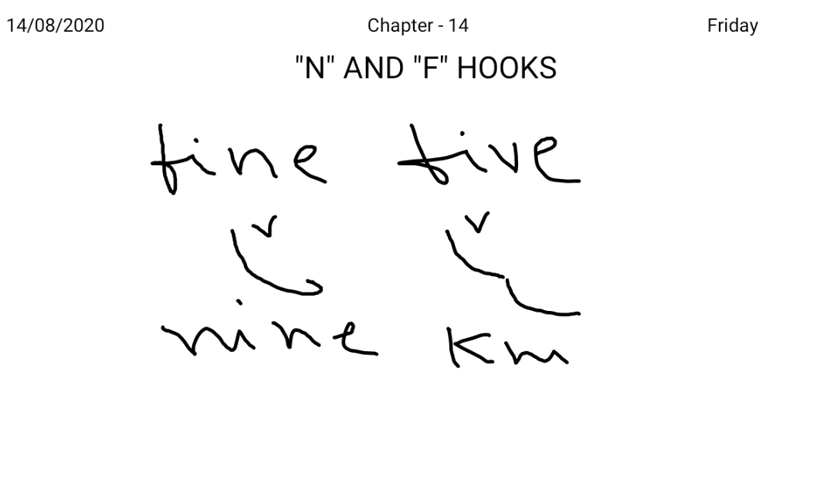 14/08/2020 Chapter - 14 Friday
"N" AND "F" HOOKS
fine five
nine Km